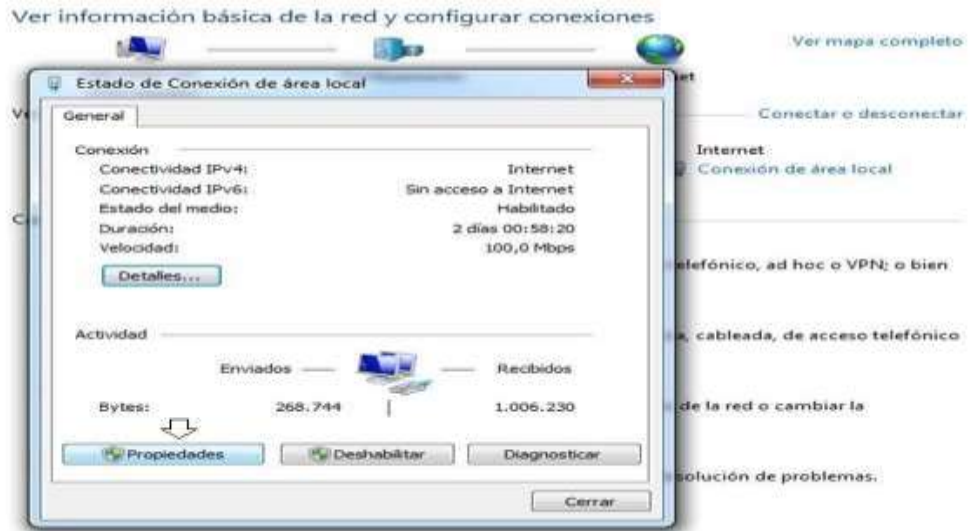 Ver información básica de la red y configurar conexiones
Ver mapa completo
Estado de Conexión de área local
et
General
Conectar o desconectar
Conexión
Conectividad IPv4: Internet
Conectividad IPv6: Sin acceso a Internet
Estado del medio: Habilitado
Duración: 2 días 00:58:20
Velocidad: 100,0 Mbps
Detalles...
Internet
Conexión de área local
elefónico, ad hoc o VPN; o bien
Actividad
a, cableada, de acceso telefónico
Enviados Recibidos
Bytes: 268.744 1.006.230
de la red o cambiar la
Propiedades Deshabilitar Diagnosticar
solución de problemas.
Cerrar